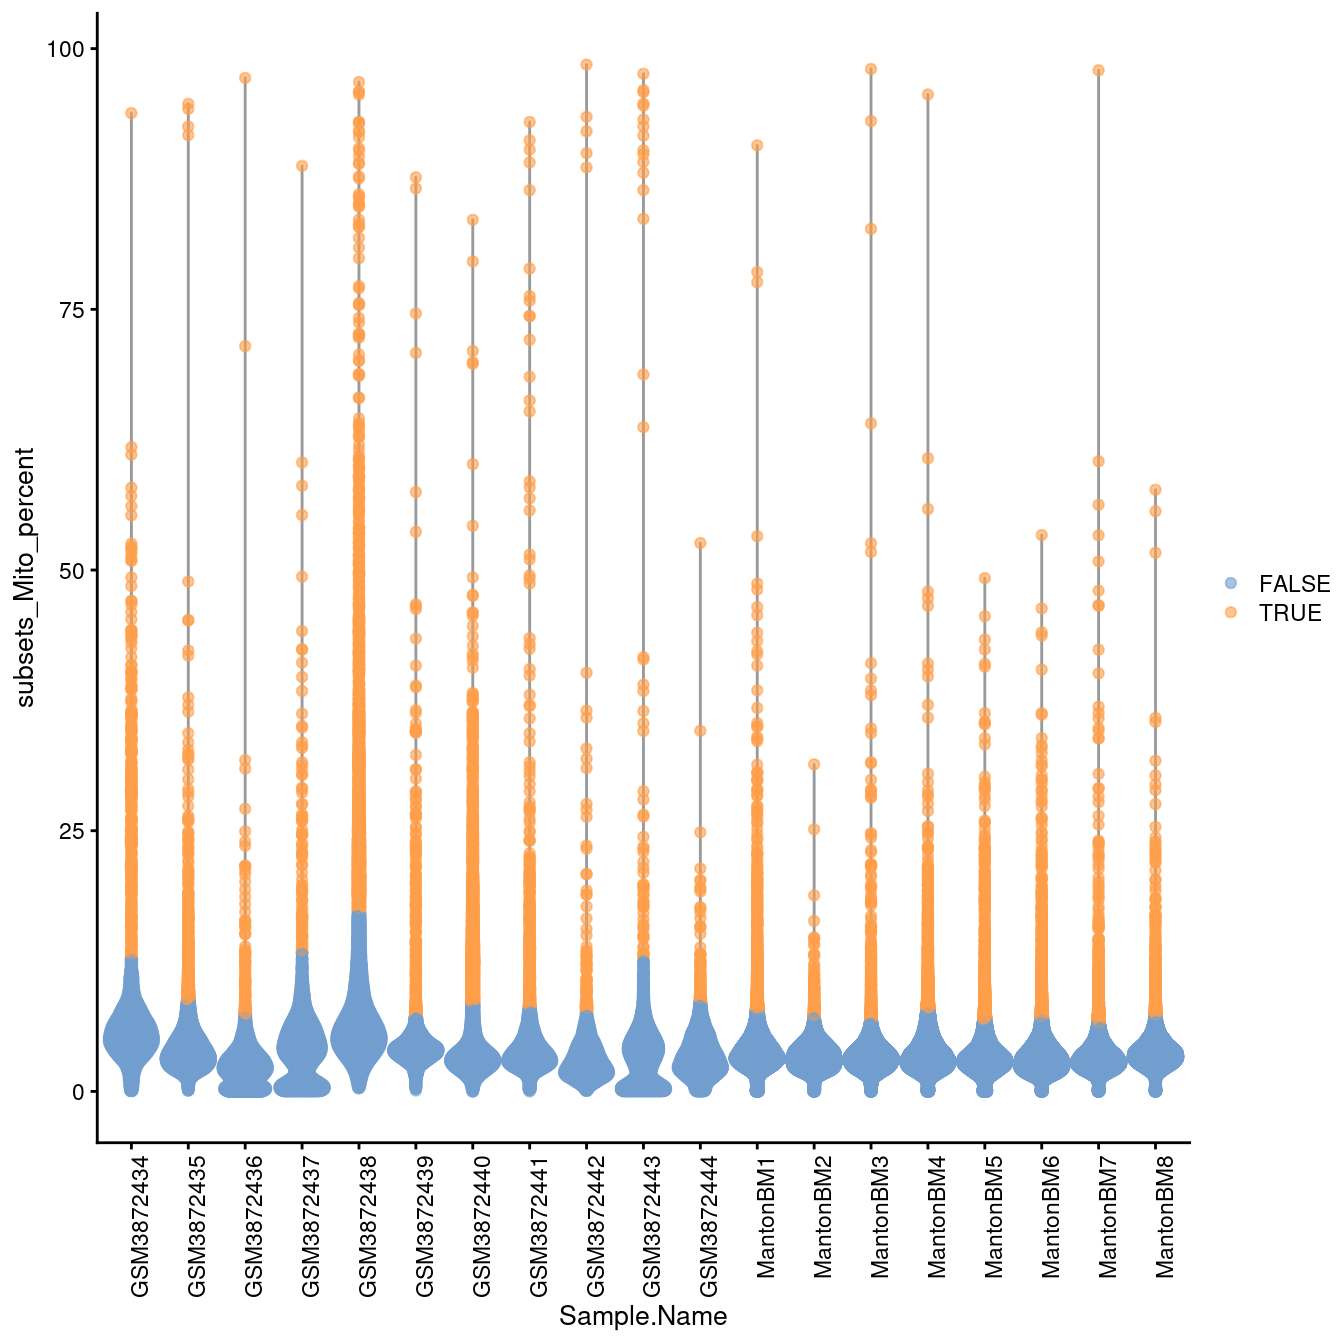 100
75
50
25
0
subsets_Mito_percent
GSM3872434
GSM3872435
GSM3872436
GSM3872437
GSM3872438
GSM3872439
GSM3872440
GSM3872441
GSM3872442
GSM3872443
GSM3872444
MantonBM1
MantonBM2
MantonBM3
MantonBM4
MantonBM5
MantonBM6
MantonBM7
MantonBM8
Sample.Name
FALSE
TRUE